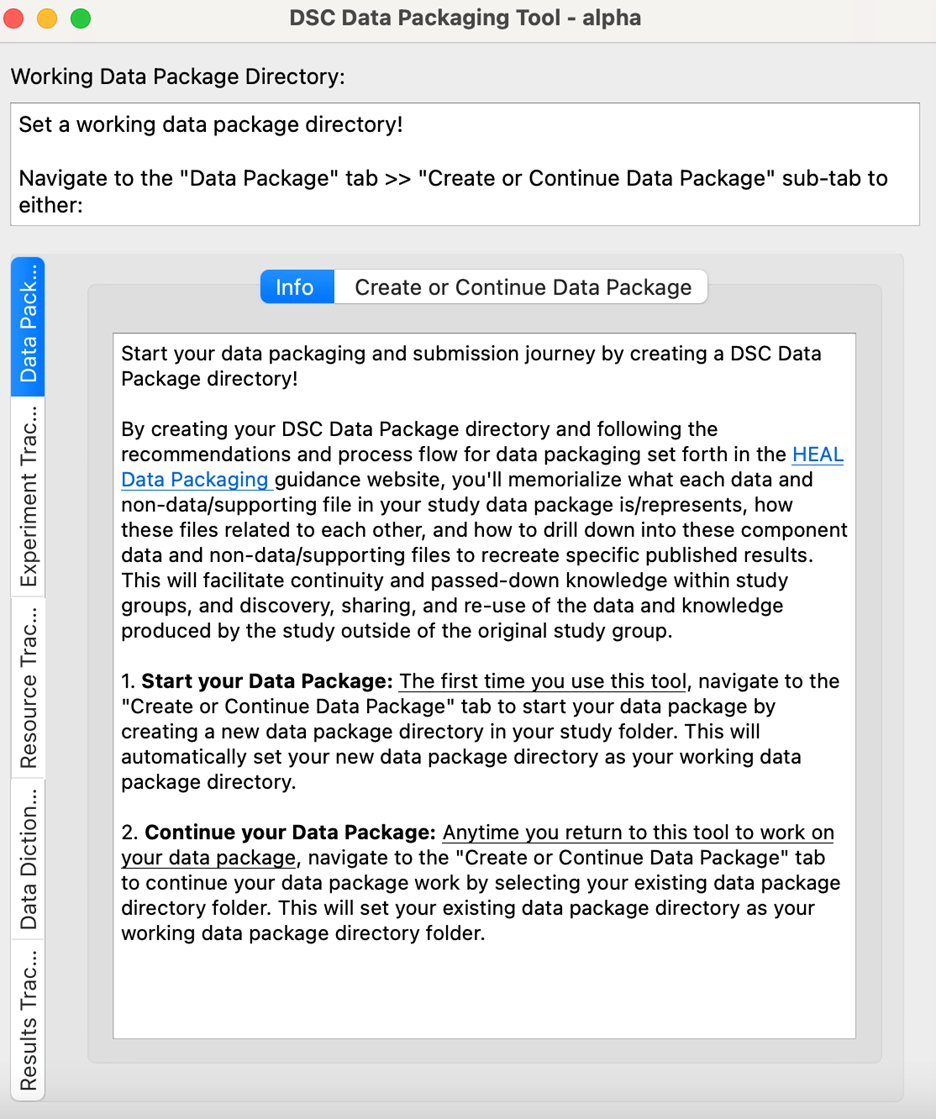 DSC Data Packaging Tool - alpha
Working Data Package Directory:
Set a working data package directory!
Navigate to the "Data Package" tab >> "Create or Continue Data Package" sub-tab to
either:
Data Pack...
Experiment Trac...
Resource Trac...
Data Diction...
Results Trac...
Info
Create or Continue Data Package
Start your data packaging and submission journey by creating a DSC Data
Package directory!
By creating your DSC Data Package directory and following the
recommendations and process flow for data packaging set forth in the HEAL
Data Packaging guidance website, you'll memorialize what each data and
non-data/supporting file in your study data package is/represents, how
these files related to each other, and how to drill down into these component
data and non-data/supporting files to recreate specific published results.
This will facilitate continuity and passed-down knowledge within study
groups, and discovery, sharing, and re-use of the data and knowledge
produced by the study outside of the original study group.
1. Start your Data Package: The first time you use this tool, navigate to the
"Create or Continue Data Package" tab to start your data package by
creating a new data package directory in your study folder. This will
automatically set your new data package directory as your working data
package directory.
2. Continue your Data Package: Anytime you return to this tool to work on
your data package, navigate to the "Create or Continue Data Package" tab
to continue your data package work by selecting your existing data package
directory folder. This will set your existing data package directory as your
working data package directory folder.